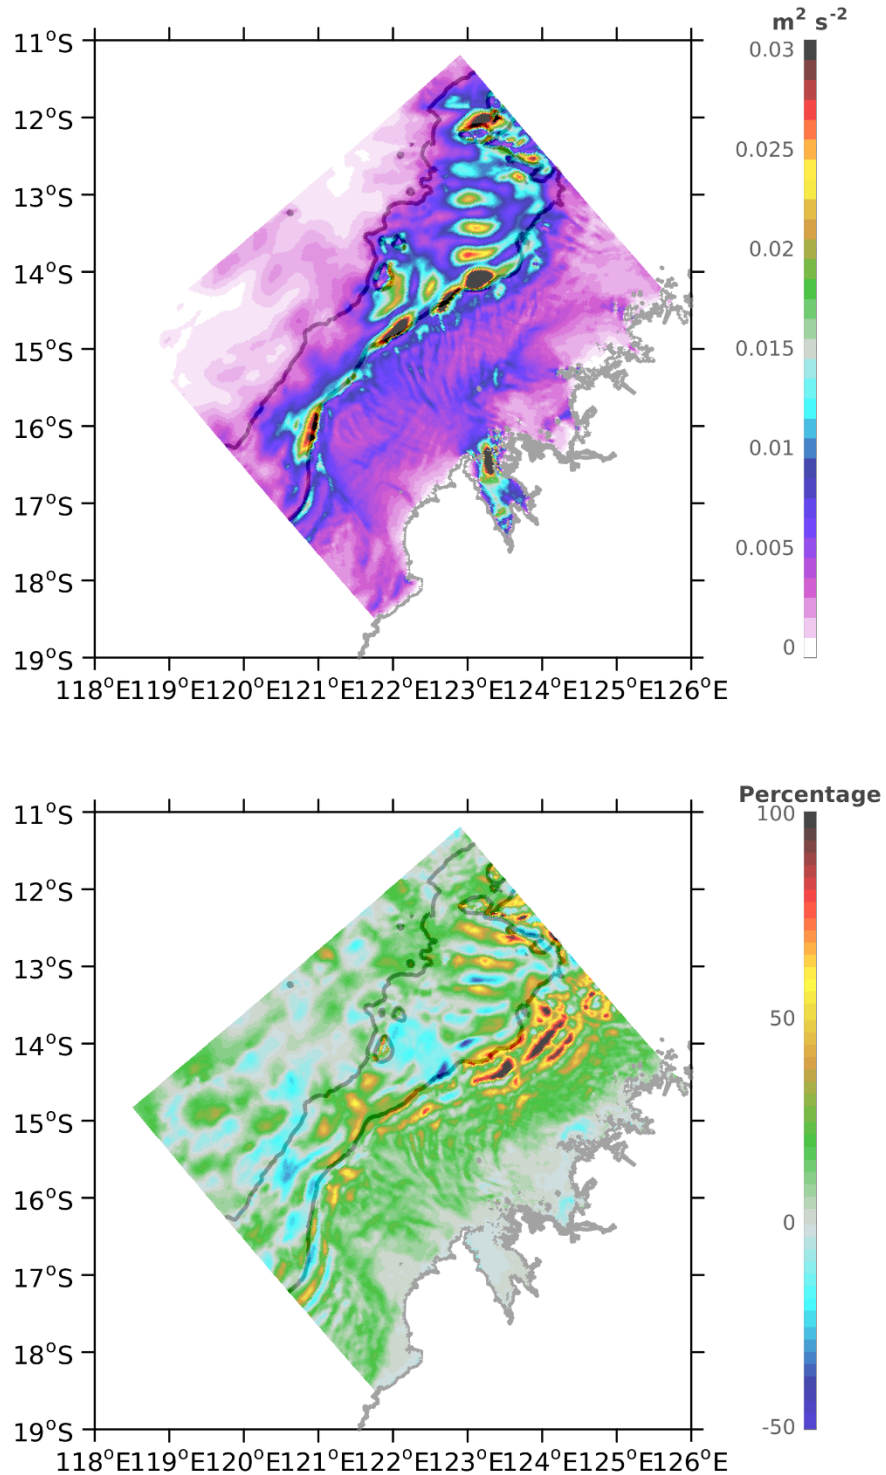 m² s⁻²
11°S
12°S
13°S
14°S
15°S
16°S
17°S
18°S
19°S
118°E119°E120°E121°E122°E123°E124°E125°E126°E
0.03
0.025
0.02
0.015
0.01
0.005
0
Percentage
11°S
12°S
13°S
14°S
15°S
16°S
17°S
18°S
19°S
118°E119°E120°E121°E122°E123°E124°E125°E126°E
100
50
0
-50